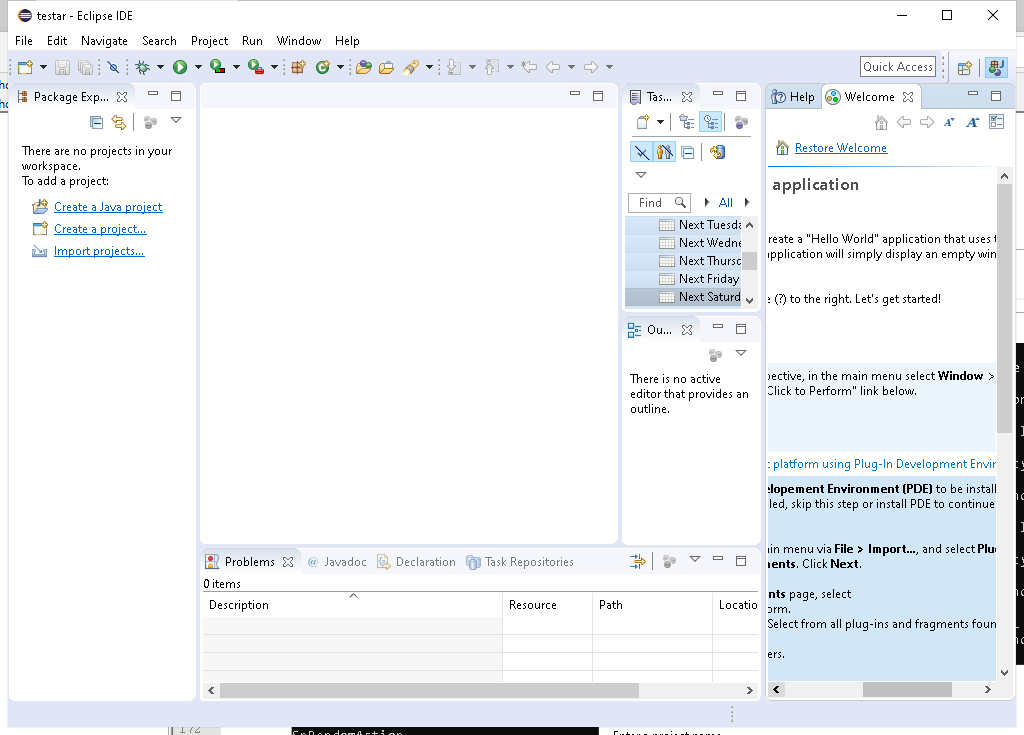 testar - Eclipse IDE
File Edit Navigate Search Project Run Window Help
Quick Access
Package Exp...
There are no projects in your
workspace.
To add a project:
Create a Java project
Create a project...
Import projects...
Tas...
Find
All
Next Tuesda
Next Wedne
Next Thursd
Next Friday
Next Saturd
Ou...
There is no active
editor that provides an
outline.
Help
Welcome
Restore Welcome
application
reate a "Hello World" application that uses t
pplication will simply display an empty win
e (?) to the right. Let's get started!
pective, in the main menu select Window >
Click to Perform" link below.
t platform using Plug-In Development Envir
elopement Environment (PDE) to be install
led, skip this step or install PDE to continue
in menu via File > Import..., and select Plu
ments. Click Next.
nts page, select
orm.
Select from all plug-ins and fragments foun
ers.
Problems
@ Javadoc
Declaration
Task Repositories
0 items
Description Resource Path Locatio
172